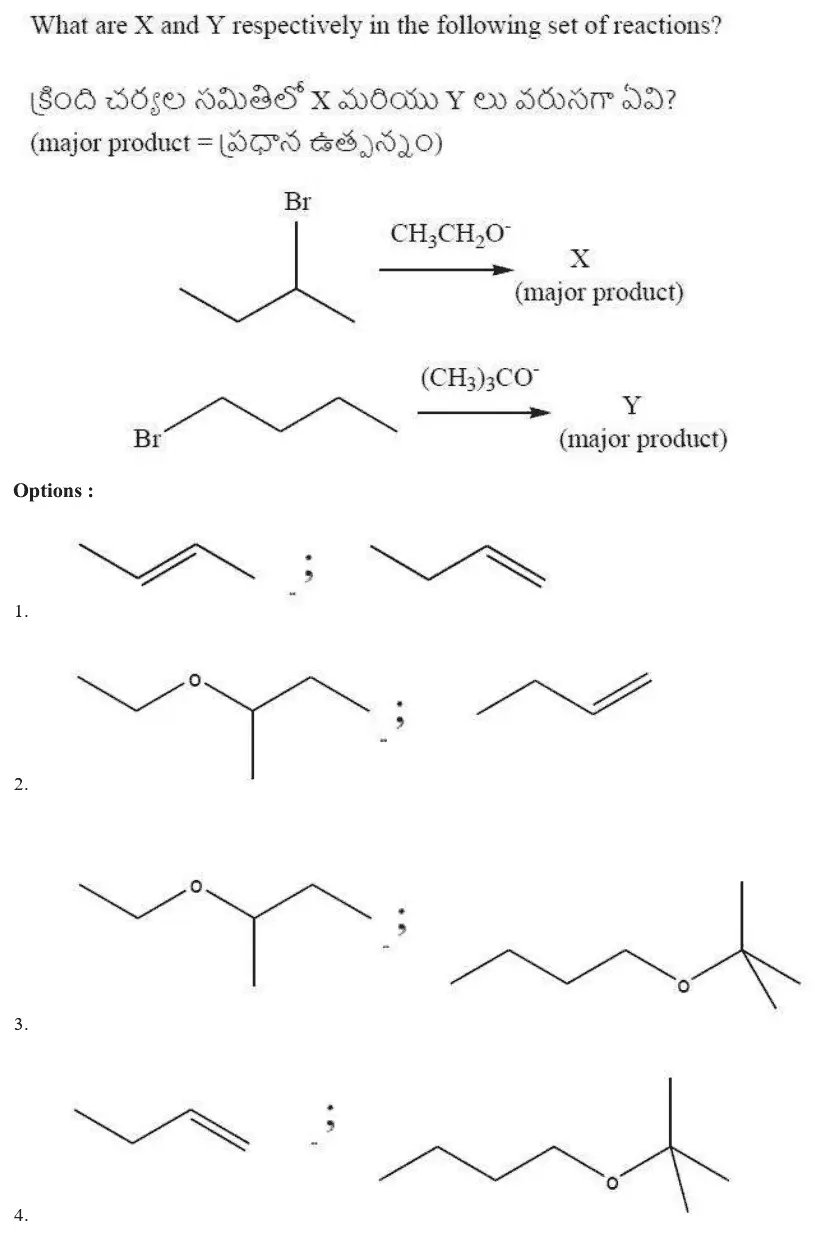 What are X and Y respectively in the following set of reactions?
క్రింది చర్యల సమితిలో X మరియు Y లు వరుసగా ఏవి?
(major product = ప్రధాన ఉత్పన్నం)
Br
CH₃CH₂O⁻
X
(major product)
(CH₃)₃CO⁻
Y
Br
(major product)
Options :
;
1.
O
;
2.
O
;
O
3.
;
O
4.